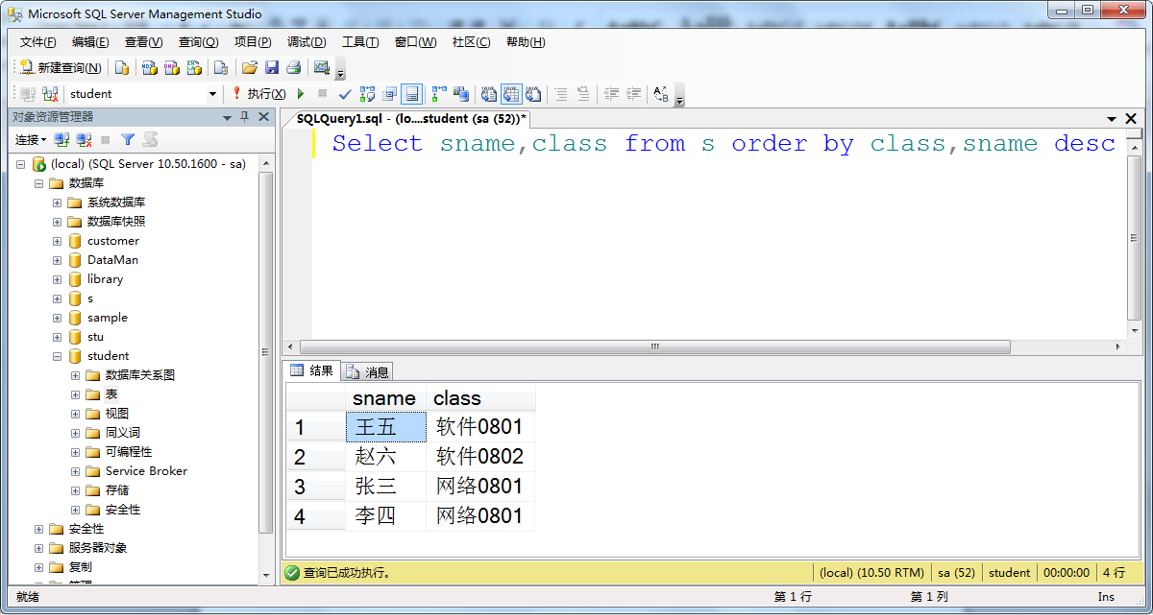 Microsoft SQL Server Management Studio
文件(F) 编辑(E) 查看(V) 查询(Q) 项目(P) 调试(D) 工具(T) 窗口(W) 社区(C) 帮助(H)
新建查询(N)
student 执行(X)
对象资源管理器
连接
(local) (SQL Server 10.50.1600 - sa)
数据库
系统数据库
数据库快照
customer
DataMan
library
s
sample
stu
student
数据库关系图
表
视图
同义词
可编程性
Service Broker
存储
安全性
安全性
服务器对象
复制
管理
SQLQuery1.sql - (lo....student (sa (52))*
Select sname,class from s order by class,sname desc
结果 消息
sname class
1 王五 软件0801
2 赵六 软件0802
3 张三 网络0801
4 李四 网络0801
查询已成功执行。 (local) (10.50 RTM) sa (52) student 00:00:00 4 行
就绪 第 1 行 第 1 列 Ins